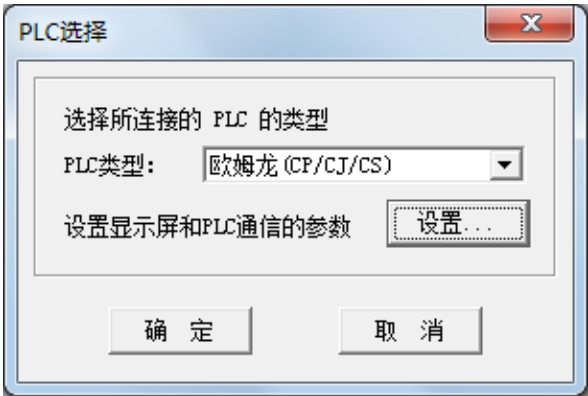 PLC选择
选择所连接的 PLC 的类型
PLC类型： 欧姆龙(CP/CJ/CS)
设置显示屏和PLC通信的参数 设置...
确 定 取 消